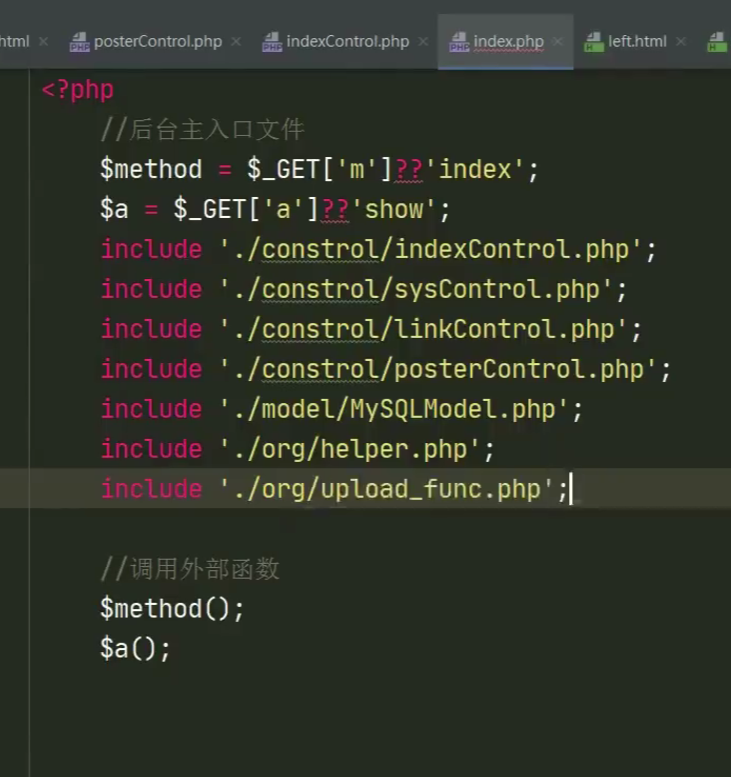 html
posterControl.php
indexControl.php
index.php
left.html
<?php
//后台主入口文件
$method = $_GET['m']??'index';
$a = $_GET['a']??'show';
include './constrol/indexControl.php';
include './constrol/sysControl.php';
include './constrol/linkControl.php';
include './constrol/posterControl.php';
include './model/MySQLModel.php';
include './org/helper.php';
include './org/upload_func.php';
//调用外部函数
$method();
$a();